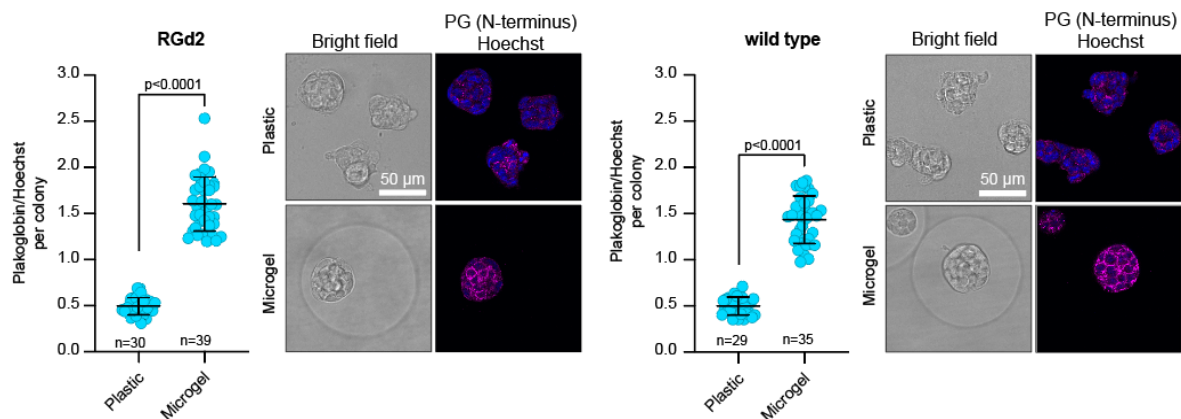 RGd2
Plakoglobin/Hoechst
per colony
3.0
2.5
2.0
1.5
1.0
0.5
0.0
p<0.0001
n=30
n=39
Plastic
Microgel
Bright field
PG (N-terminus)
Hoechst
Plastic
50 µm
Microgel
wild type
Plakoglobin/Hoechst
per colony
3.0
2.5
2.0
1.5
1.0
0.5
0.0
p<0.0001
n=29
n=35
Plastic
Microgel
Bright field
PG (N-terminus)
Hoechst
Plastic
50 µm
Microgel